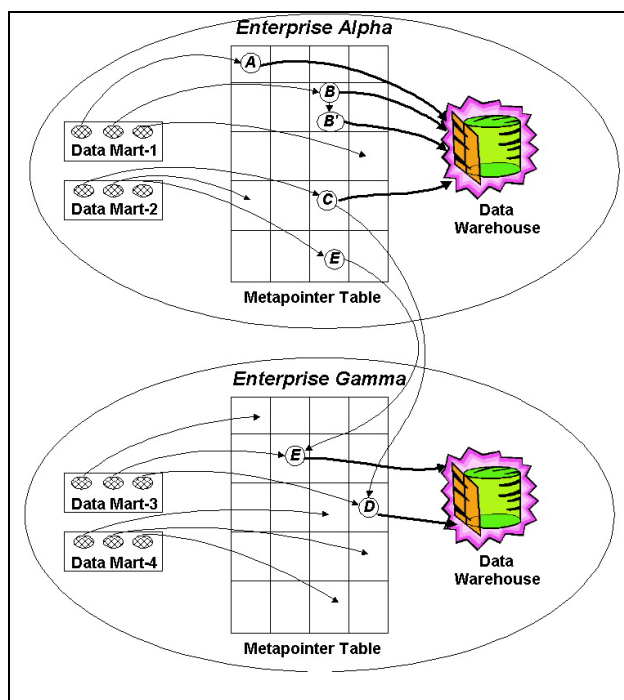 Enterprise Alpha
A
B
B'
Data Mart-1
Data Mart-2
C
E
Data
Warehouse
Metapointer Table
Enterprise Gamma
E
D
Data Mart-3
Data Mart-4
Data
Warehouse
Metapointer Table